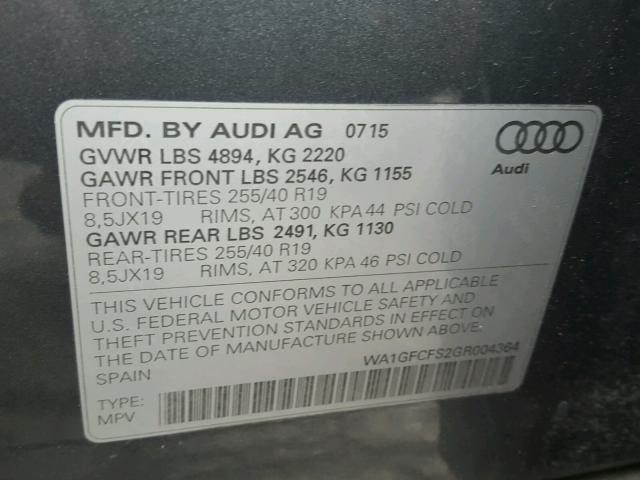 MFD. BY AUDI AG 0715
GVWR LBS 4894, KG 2220
GAWR FRONT LBS 2546, KG 1155
FRONT-TIRES 255/40 R19
8,5JX19 RIMS, AT 300 KPA 44 PSI COLD
GAWR REAR LBS 2491, KG 1130
REAR-TIRES 255/40 R19
8,5JX19 RIMS, AT 320 KPA 46 PSI COLD
Audi
THIS VEHICLE CONFORMS TO ALL APPLICABLE
U.S. FEDERAL MOTOR VEHICLE SAFETY AND
THEFT PREVENTION STANDARDS IN EFFECT ON
THE DATE OF MANUFACTURE SHOWN ABOVE.
SPAIN
WA1GFCFS2GR004364
TYPE:
MPV